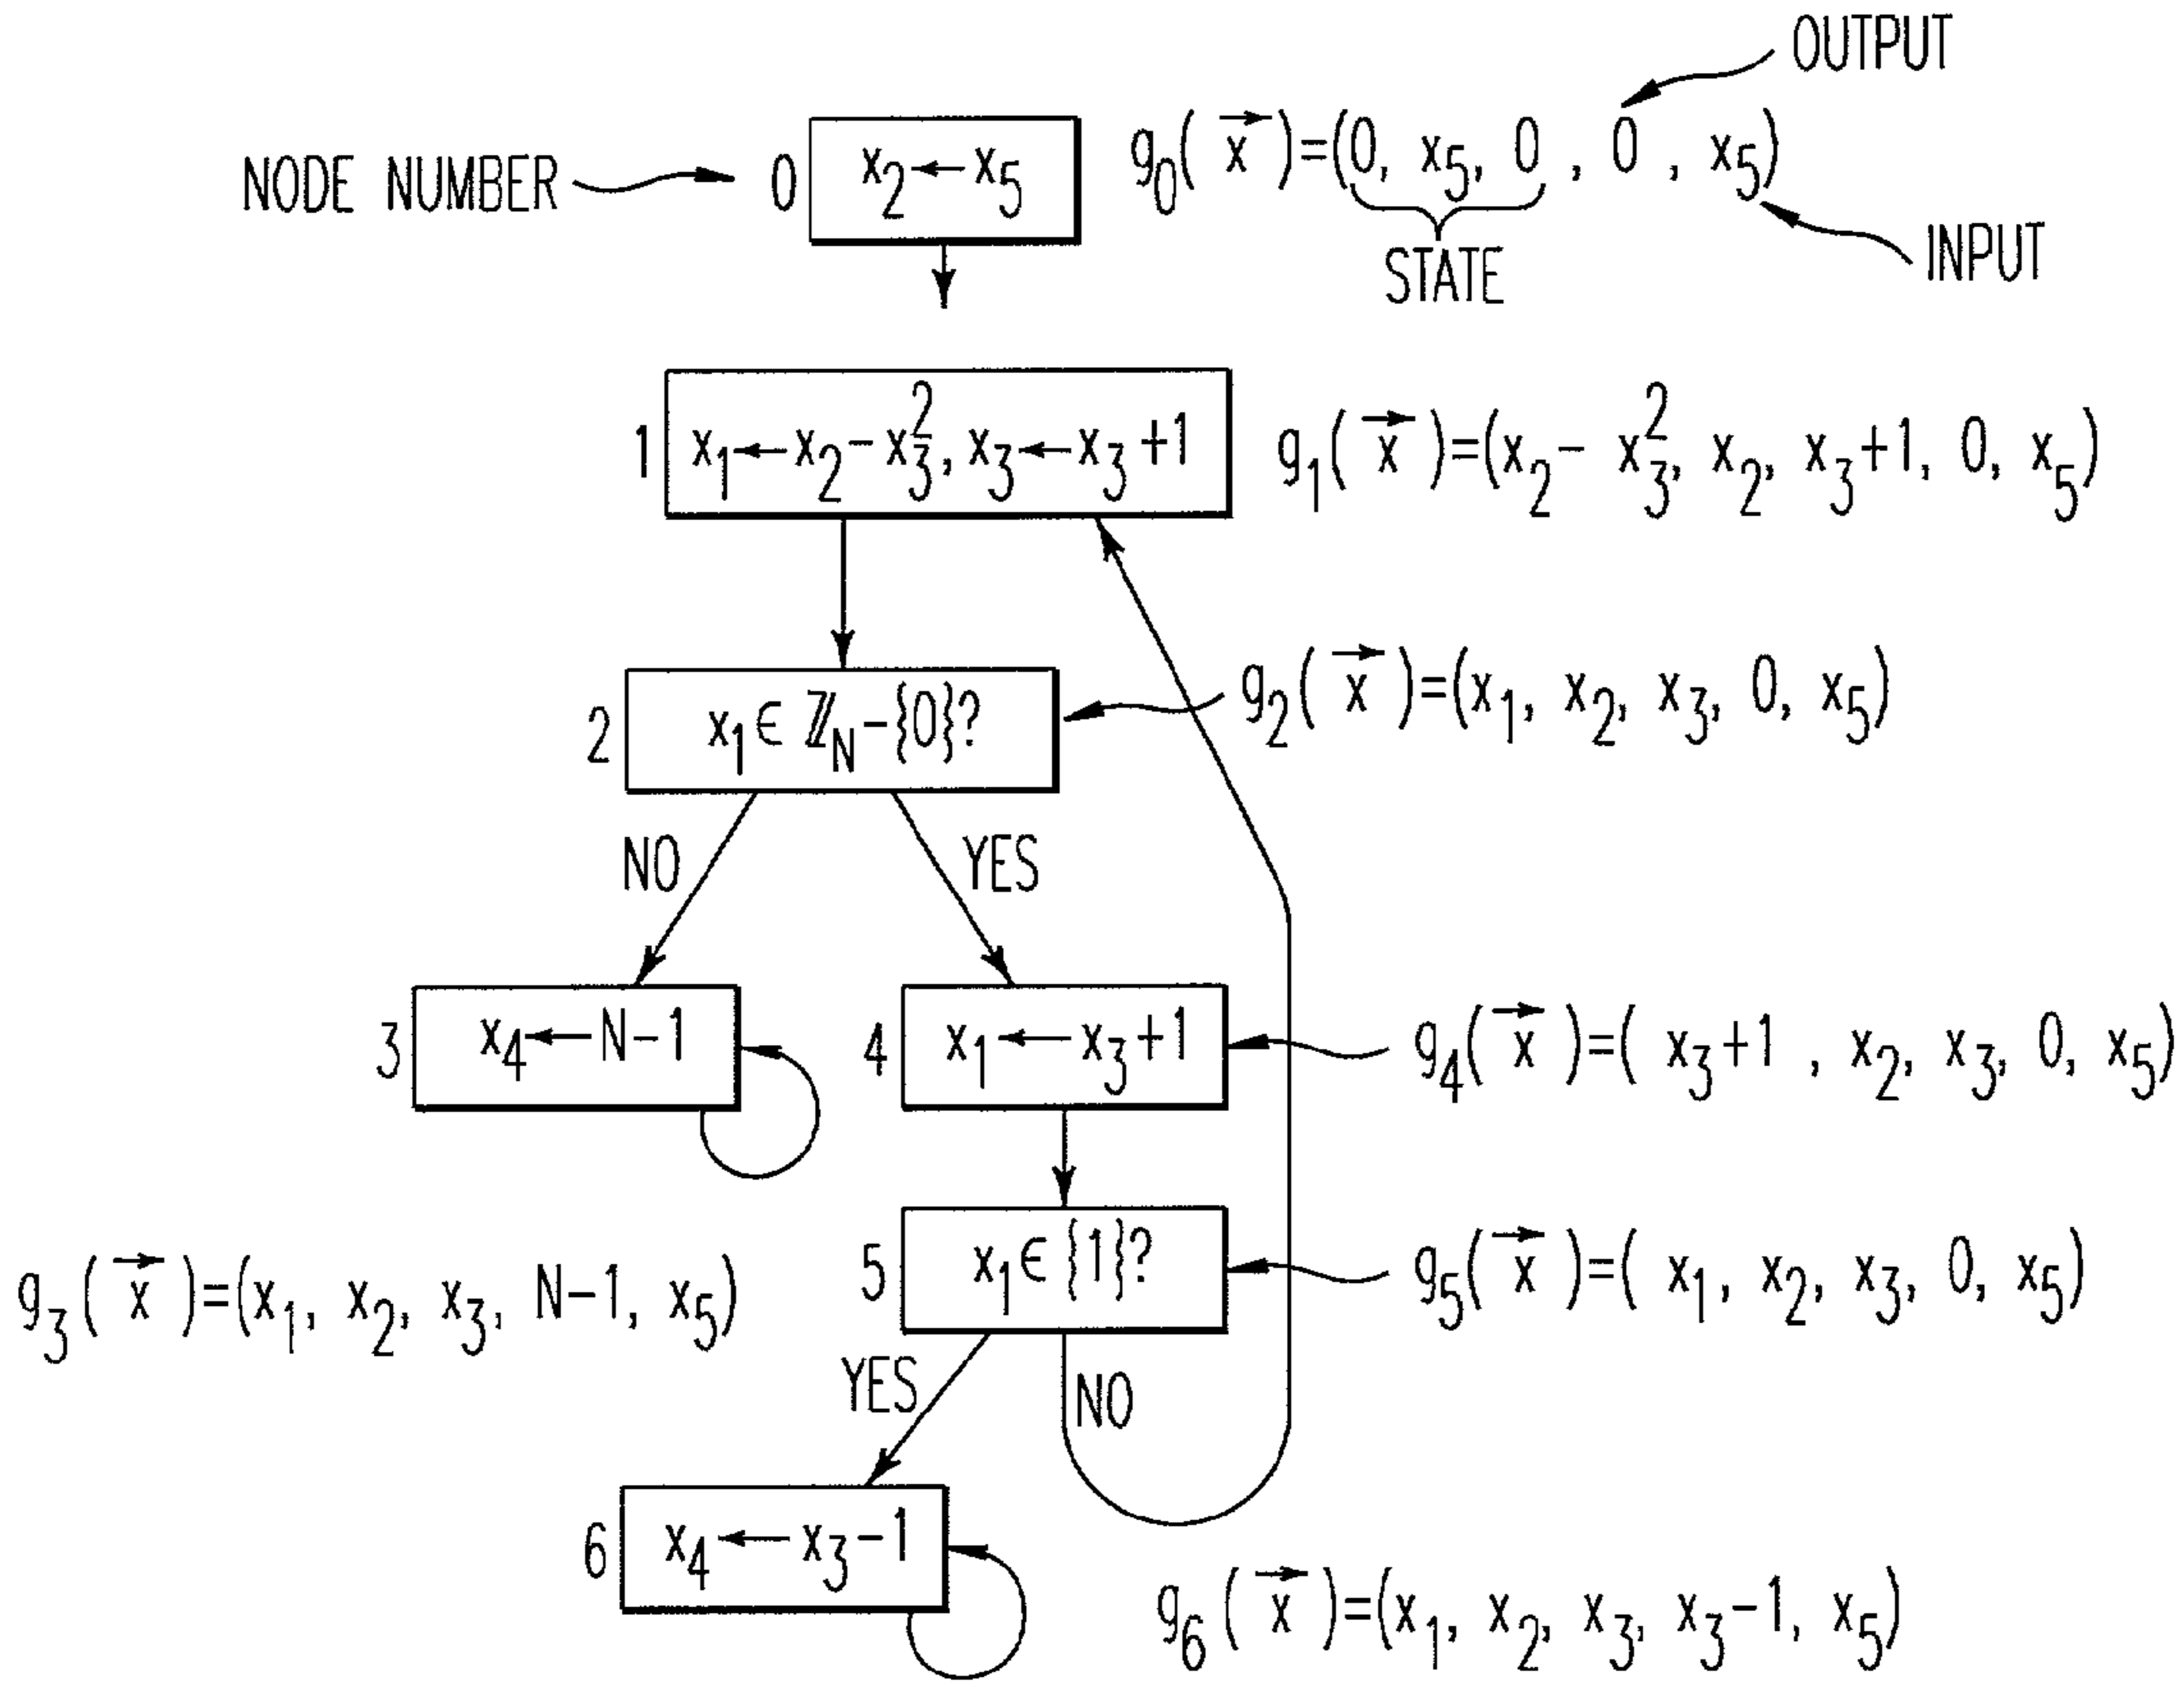 OUTPUT
NODE NUMBER
0
x₂←x₅
g₀(x⃗)=(0, x₅, 0, 0, x₅)
STATE
INPUT
1
x₁←x₂−x₃², x₃←x₃+1
g₁(x⃗)=(x₂−x₃², x₂, x₃+1, 0, x₅)
2
x₁∈ℤ_N−{0}?
g₂(x⃗)=(x₁, x₂, x₃, 0, x₅)
NO
YES
3
x₄←N−1
4
x₁←x₃+1
g₄(x⃗)=(x₃+1, x₂, x₃, 0, x₅)
g₃(x⃗)=(x₁, x₂, x₃, N−1, x₅)
5
x₁∈{1}?
g₅(x⃗)=(x₁, x₂, x₃, 0, x₅)
YES
NO
6
x₄←x₃−1
g₆(x⃗)=(x₁, x₂, x₃, x₃−1, x₅)